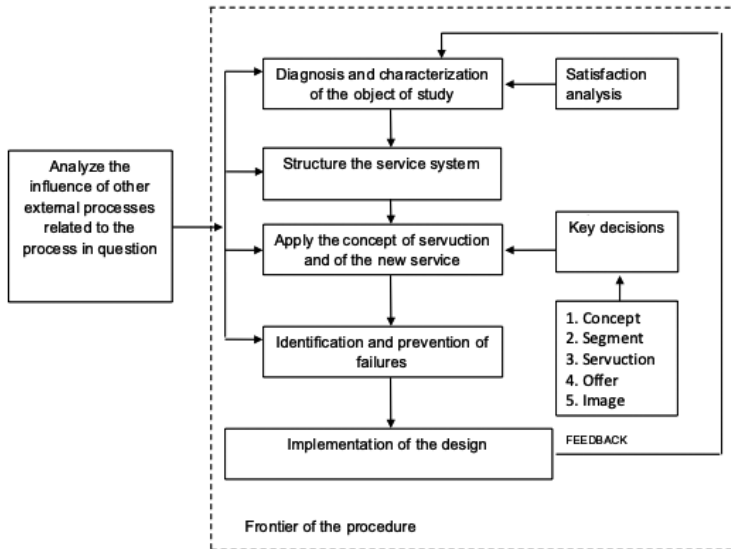 Diagnosis and characterization
of the object of study
Satisfaction
analysis
Analyze the
influence of other
external processes
related to the
process in question
Structure the service system
Apply the concept of servuction
and of the new service
Key decisions
1. Concept
2. Segment
3. Servuction
4. Offer
5. Image
Identification and prevention of
failures
Implementation of the design
FEEDBACK
Frontier of the procedure